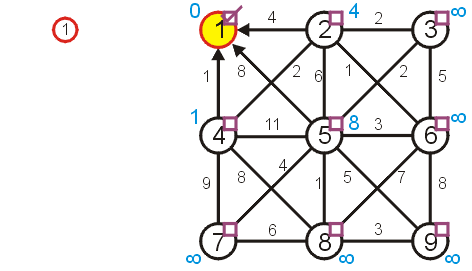 1 0 1 4 2 4 2 3 ∞
1 8 2 6 1 2 5
1 4 11 8 5 3 6 ∞
9 8 4 1 5 7 8
7 6 8 3 9
∞ ∞ ∞